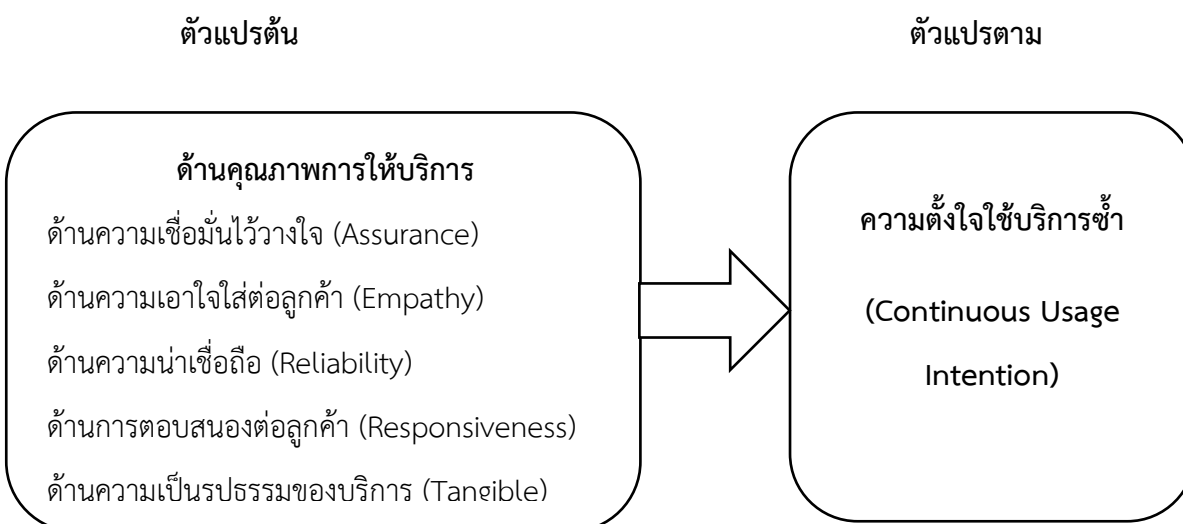 ตัวแปรต้น
ตัวแปรตาม
ด้านคุณภาพการให้บริการ
ด้านความเชื่อมั่นไว้วางใจ (Assurance)
ด้านความเอาใจใส่ต่อลูกค้า (Empathy)
ด้านความน่าเชื่อถือ (Reliability)
ด้านการตอบสนองต่อลูกค้า (Responsiveness)
ด้านความเป็นรูปธรรมของบริการ (Tangible)
ความตั้งใจใช้บริการซ้ำ
(Continuous Usage
Intention)